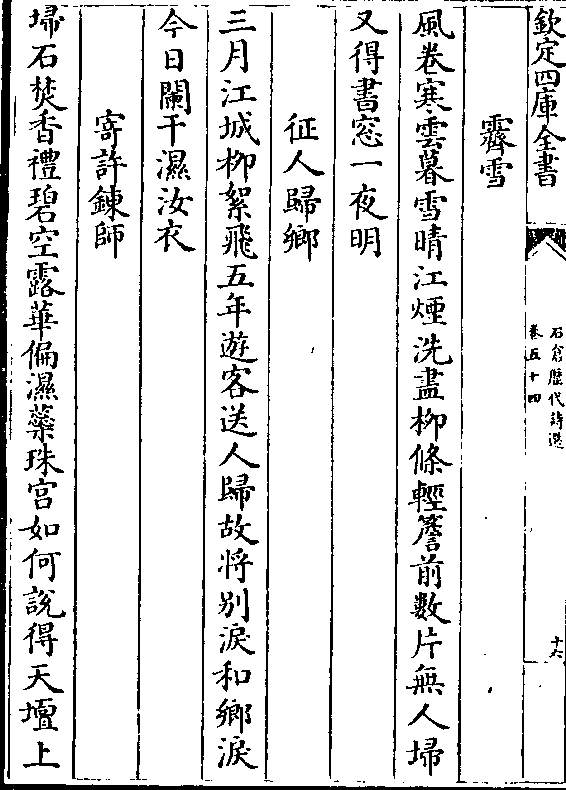 欽定四庫全書
石倉歷代詩選
卷五十四
十六
霽雪
風卷寒雲暮雪晴江煙洗盡柳條輕簷前數片無人埽
又得書窓一夜明
征人歸鄉
三月江城柳絮飛五年遊客送人歸故將别淚和鄉淚
今日闌干濕汝衣
寄許鍊師
埽石焚香禮碧空露華偏濕蘂珠宫如何說得天壇上